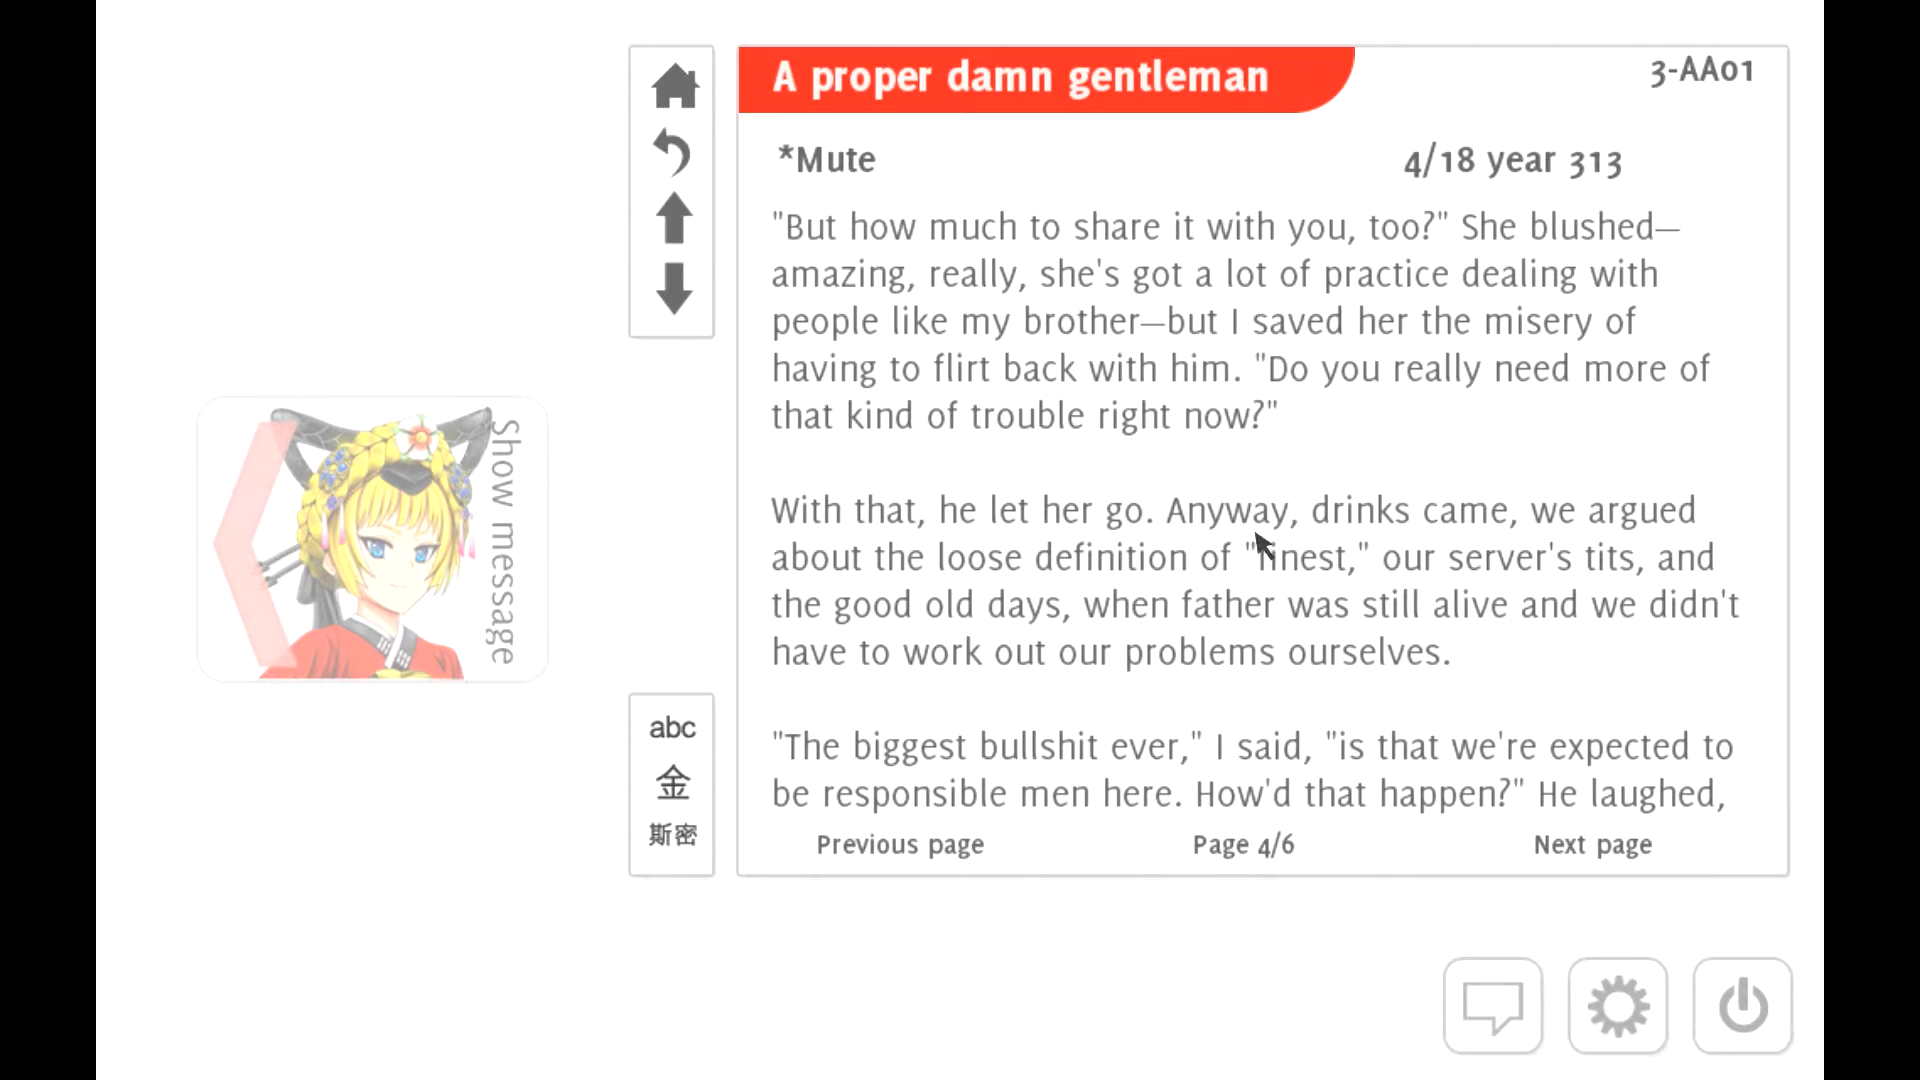 A proper damn gentleman
3-AA01
*Mute
4/18 year 313
"But how much to share it with you, too?" She blushed—
amazing, really, she's got a lot of practice dealing with
people like my brother—but I saved her the misery of
having to flirt back with him. "Do you really need more of
that kind of trouble right now?"
With that, he let her go. Anyway, drinks came, we argued
about the loose definition of "finest," our server's tits, and
the good old days, when father was still alive and we didn't
have to work out our problems ourselves.
"The biggest bullshit ever," I said, "is that we're expected to
be responsible men here. How'd that happen?" He laughed,
Previous page
Page 4/6
Next page
Show message
abc
金
斯密